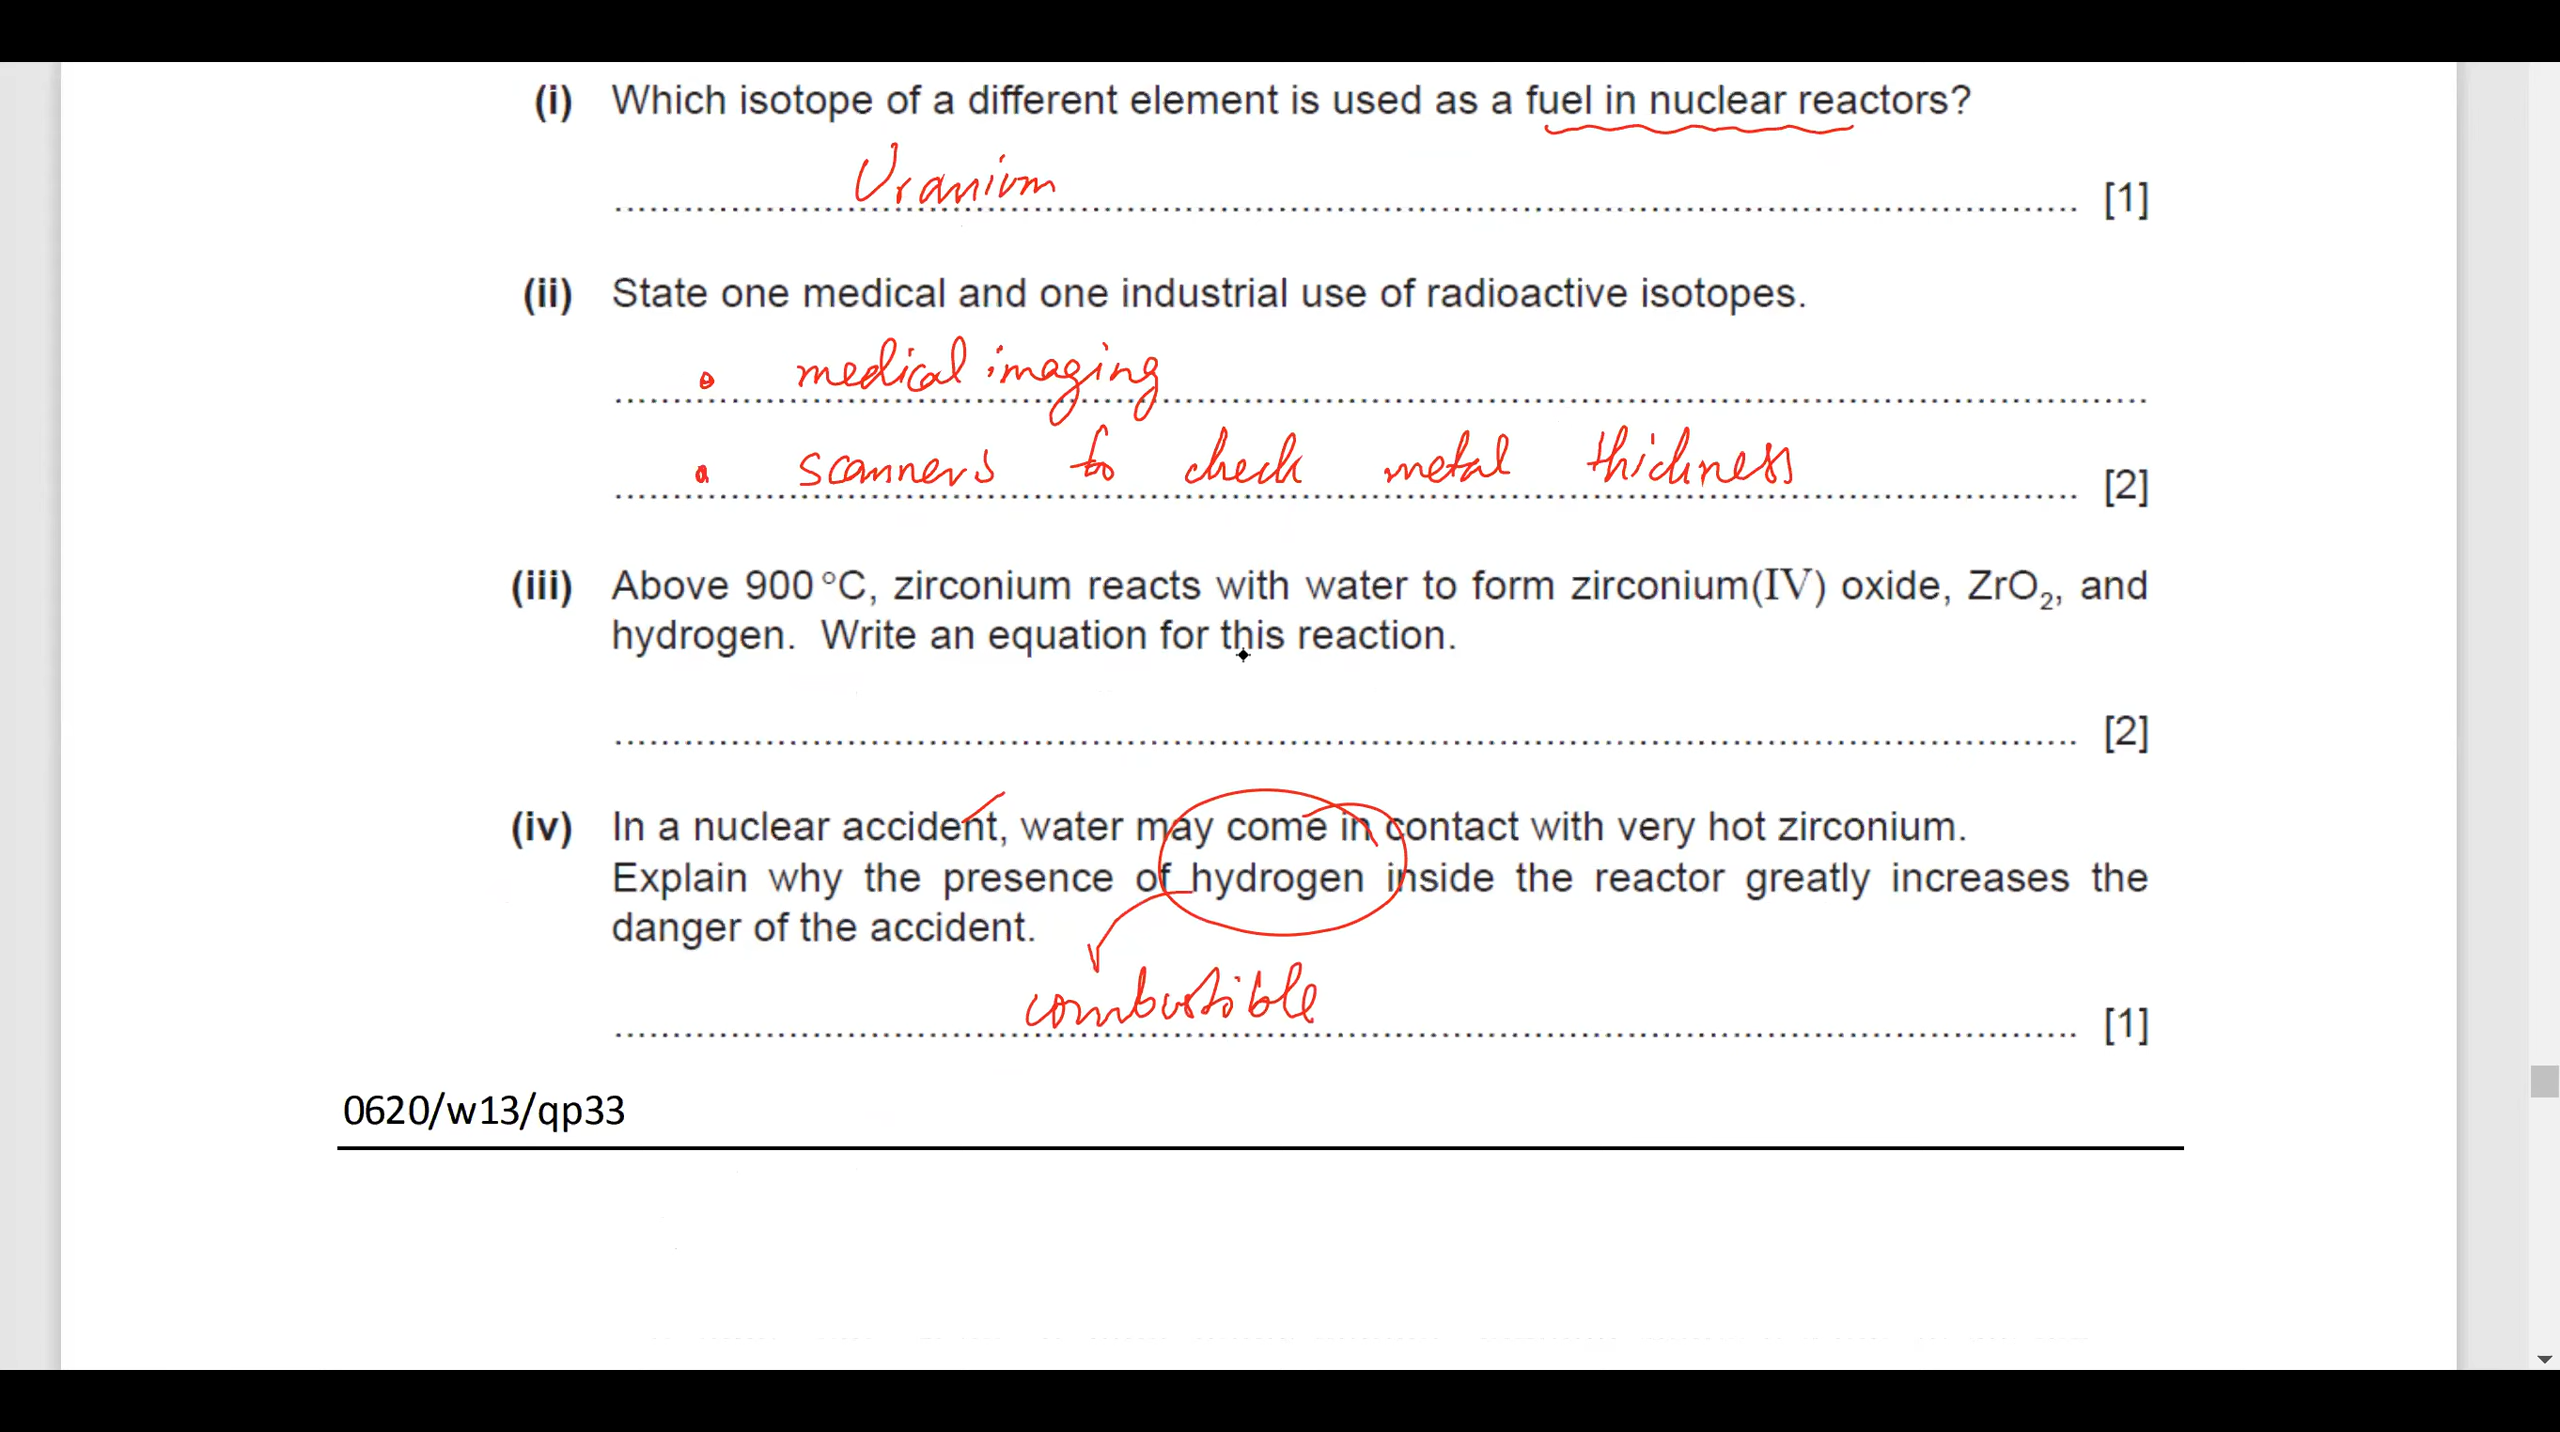 (i) Which isotope of a different element is used as a fuel in nuclear reactors?
Uranium
[1]
(ii) State one medical and one industrial use of radioactive isotopes.
• medical imaging
• scanners to check metal thickness
[2]
(iii) Above 900 °C, zirconium reacts with water to form zirconium(IV) oxide, ZrO₂, and
hydrogen. Write an equation for this reaction.
[2]
(iv) In a nuclear accident, water may come in contact with very hot zirconium.
Explain why the presence of hydrogen inside the reactor greatly increases the
danger of the accident.
combustible
[1]
0620/w13/qp33